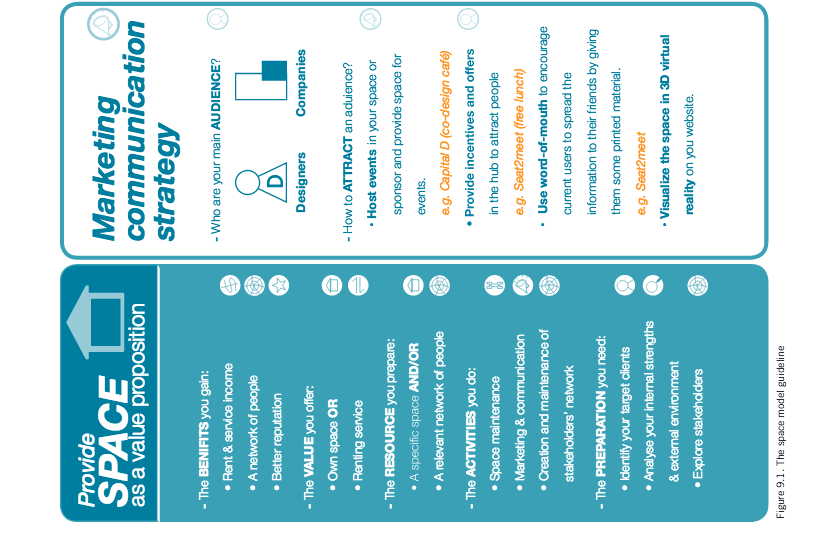 Provide
SPACE
as a value proposition
- The BENIFITS you gain:
• Rent & service income
• A network of people
• Better reputation
- The VALUE you offer:
• Own space OR
• Renting service
- The RESOURCE you prepare:
• A specific space AND/OR
• A relevant network of people
- The ACTIVITIES you do:
• Space maintenance
• Marketing & communication
• Creation and maintenance of
stakeholders' network
- The PREPARATION you need:
• Identify your target clients
• Analyse your internal strengths
& external environment
• Explore stakeholders
Marketing
communication
strategy
- Who are your main AUDIENCE?
D
Designers
Companies
- How to ATTRACT an aduience?
• Host events in your space or
sponsor and provide space for
events.
e.g. Capital D (co-design café)
• Provide incentives and offers
in the hub to attract people
e.g. Seat2meet (free lunch)
• Use word-of-mouth to encourage
current users to spread the
information to their friends by giving
them some printed material.
e.g. Seat2meet
• Visualize the space in 3D virtual
reality on you website.
Figure 9.1. The space model guideline